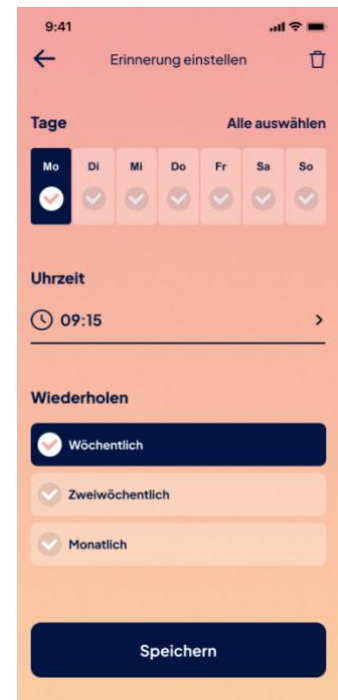 9:41
Erinnerung einstellen
Tage Alle auswählen
Mo Di Mi Do Fr Sa So
Uhrzeit
09:15
Wiederholen
Wöchentlich
Zweiwöchentlich
Monatlich
Speichern